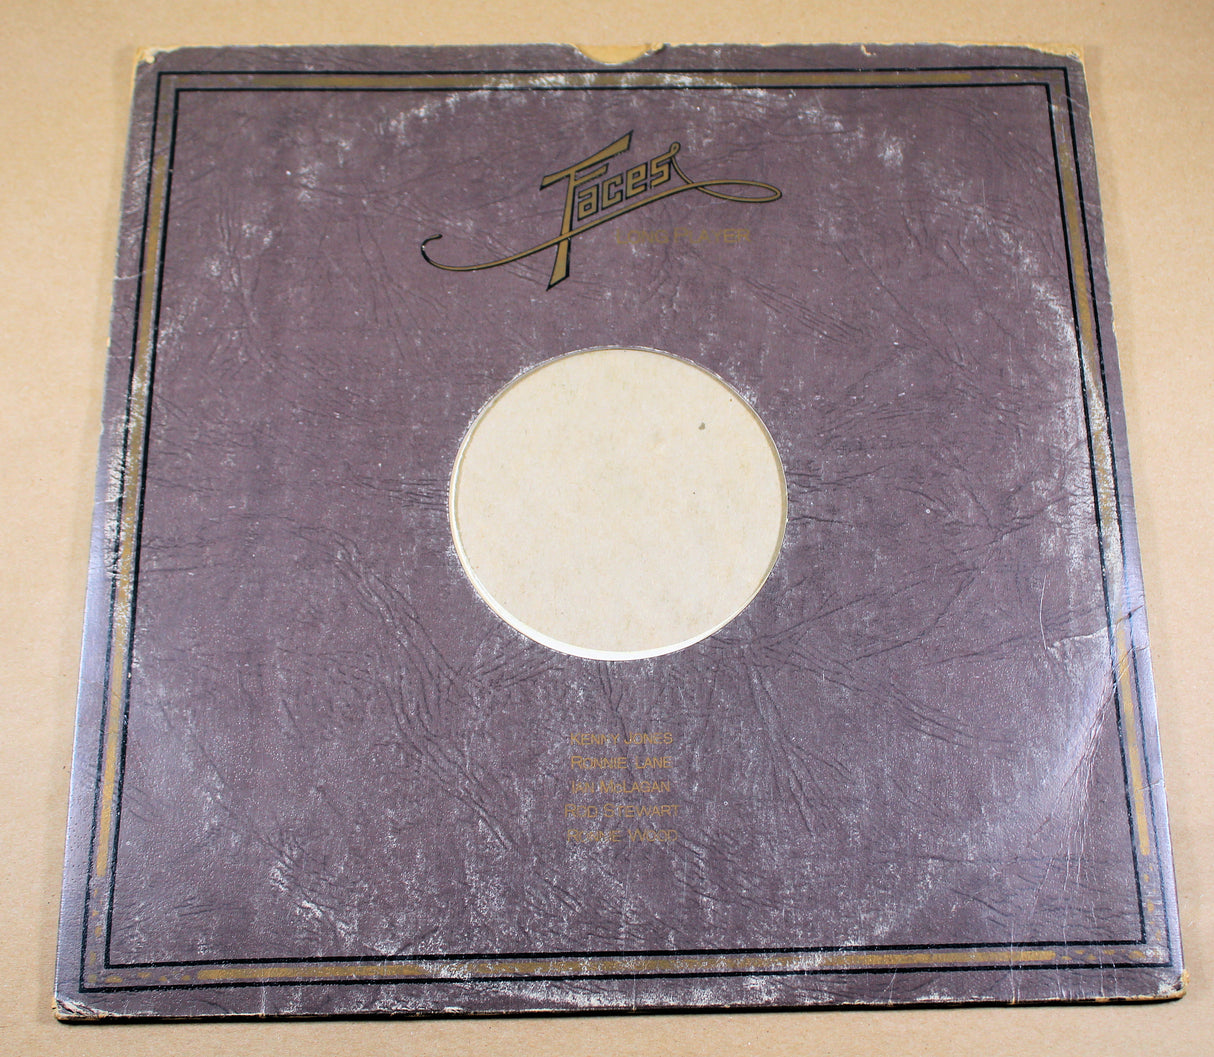 Faces
LONG PLAYER
KENNY JONES
RONNIE LANE
IAN McLAGAN
ROD STEWART
RONNIE WOOD